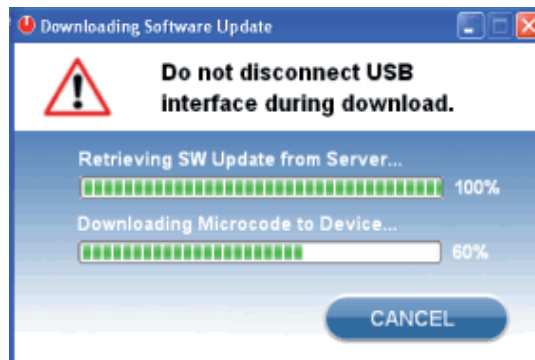 Downloading Software Update
Do not disconnect USB
interface during download.
Retrieving SW Update from Server...
100%
Downloading Microcode to Device...
60%
CANCEL